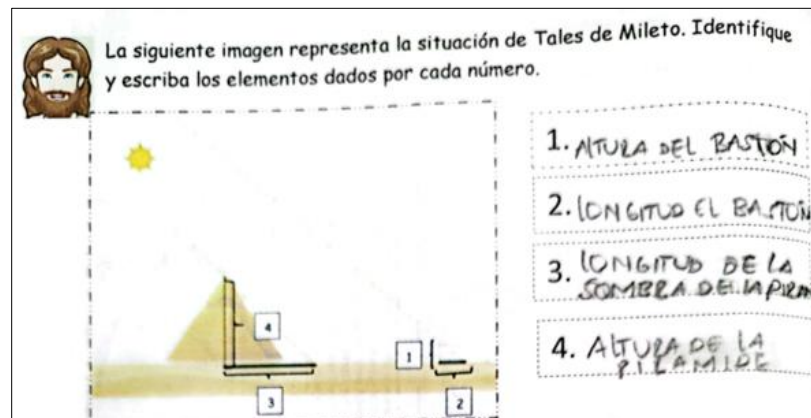 La siguiente imagen representa la situación de Tales de Mileto. Identifique
y escriba los elementos dados por cada número.
1. ALTURA DEL BASTÓN
2. LONGITUD EL BASTÓN
3. LONGITUD DE LA
SOMBRA DE LA PIRAM
4. ALTURA DE LA
PIRAMIDE
4
1
3
2